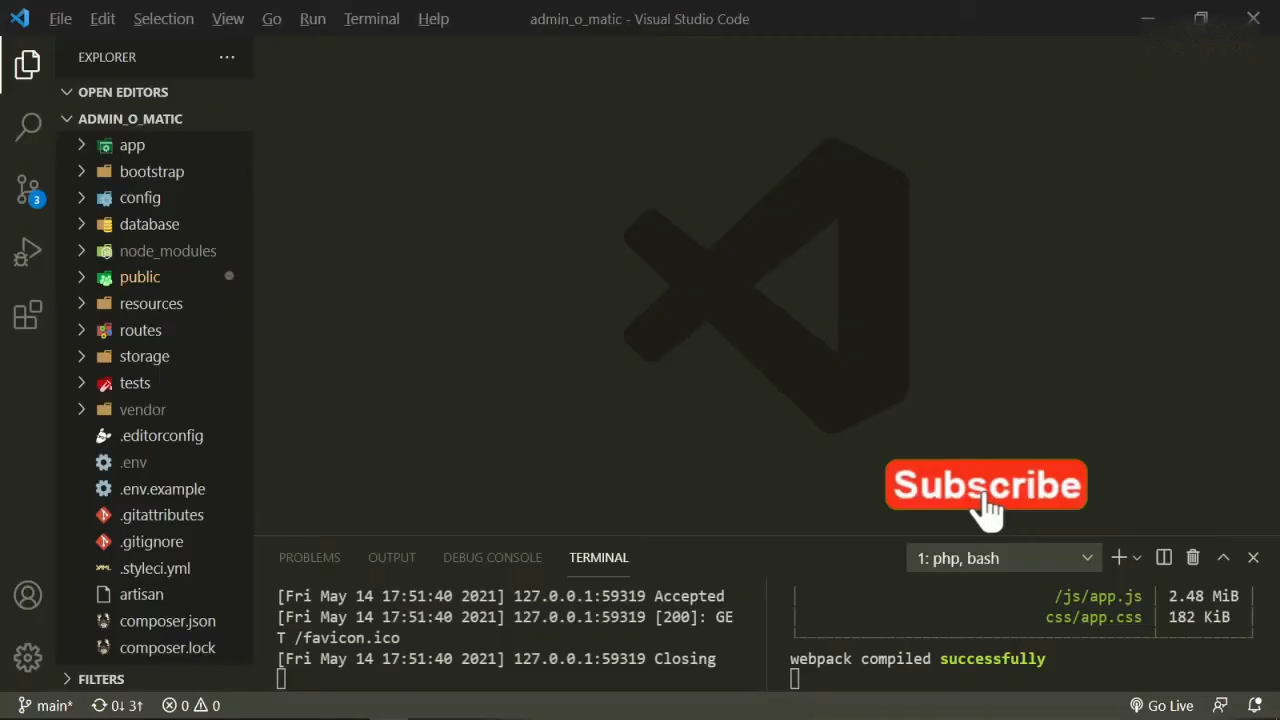 File Edit Selection View Go Run Terminal Help admin_o_matic - Visual Studio Code
EXPLORER
OPEN EDITORS
ADMIN_O_MATIC
app
bootstrap
config
database
node_modules
public
resources
routes
storage
tests
vendor
.editorconfig
.env
.env.example
.gitattributes
.gitignore
.styleci.yml
artisan
composer.json
composer.lock
FILTERS
3
Subscribe
PROBLEMS OUTPUT DEBUG CONSOLE TERMINAL 1: php, bash
[Fri May 14 17:51:40 2021] 127.0.0.1:59319 Accepted
[Fri May 14 17:51:40 2021] 127.0.0.1:59319 [200]: GE
T /favicon.ico
[Fri May 14 17:51:40 2021] 127.0.0.1:59319 Closing
/js/app.js 2.48 MiB
css/app.css 182 KiB
webpack compiled successfully
main* 0↓ 3↑ 0 0 Go Live